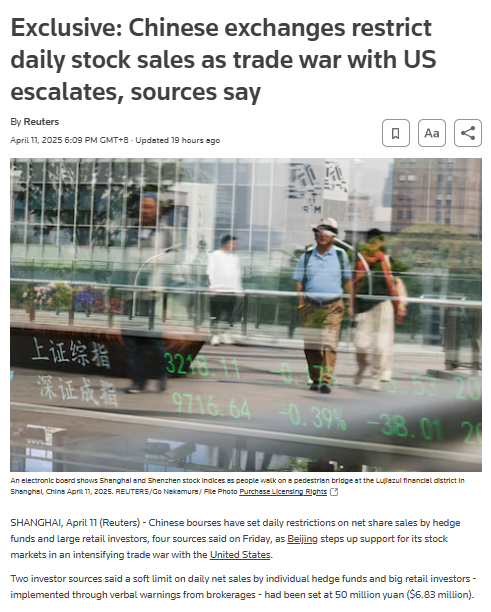 Exclusive: Chinese exchanges restrict
daily stock sales as trade war with US
escalates, sources say
By Reuters
April 11, 2025 6:09 PM GMT+8 · Updated 19 hours ago
Aa
上证综指
深证成指
9716.64 -0.39% -38.01
An electronic board shows Shanghai and Shenzhen stock indices as people walk on a pedestrian bridge at the Lujiazui financial district in
Shanghai, China April 11, 2025. REUTERS/Go Nakamura/ File Photo Purchase Licensing Rights
SHANGHAI, April 11 (Reuters) - Chinese bourses have set daily restrictions on net share sales by hedge
funds and large retail investors, four sources said on Friday, as Beijing steps up support for its stock
markets in an intensifying trade war with the United States.
Two investor sources said a soft limit on daily net sales by individual hedge funds and big retail investors -
implemented through verbal warnings from brokerages - had been set at 50 million yuan ($6.83 million).